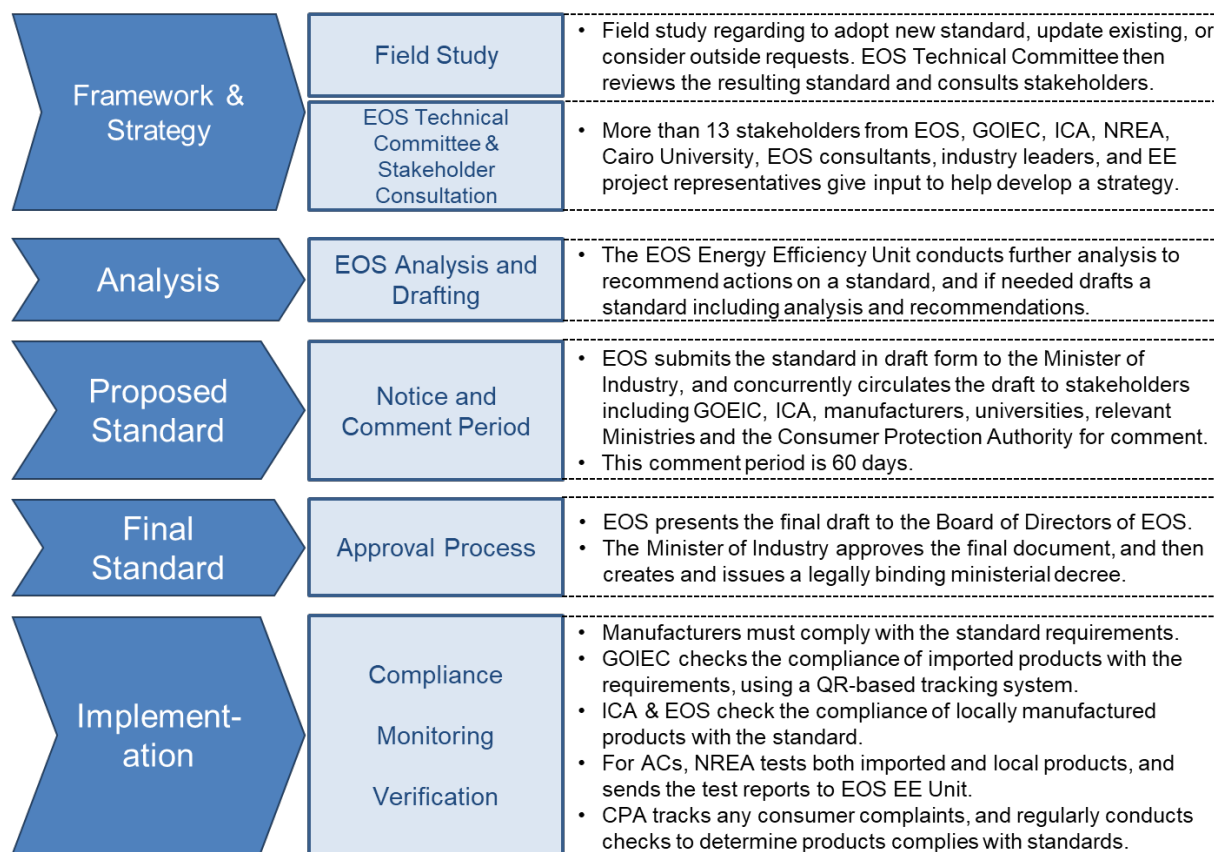 Framework &
Strategy
Field Study
• Field study regarding to adopt new standard, update existing, or
consider outside requests. EOS Technical Committee then
reviews the resulting standard and consults stakeholders.
EOS Technical
Committee &
Stakeholder
Consultation
• More than 13 stakeholders from EOS, GOIEC, ICA, NREA,
Cairo University, EOS consultants, industry leaders, and EE
project representatives give input to help develop a strategy.
Analysis
EOS Analysis and
Drafting
• The EOS Energy Efficiency Unit conducts further analysis to
recommend actions on a standard, and if needed drafts a
standard including analysis and recommendations.
Proposed
Standard
Notice and
Comment Period
• EOS submits the standard in draft form to the Minister of
Industry, and concurrently circulates the draft to stakeholders
including GOEIC, ICA, manufacturers, universities, relevant
Ministries and the Consumer Protection Authority for comment.
• This comment period is 60 days.
Final
Standard
Approval Process
• EOS presents the final draft to the Board of Directors of EOS.
• The Minister of Industry approves the final document, and then
creates and issues a legally binding ministerial decree.
Implement-
ation
Compliance
Monitoring
Verification
• Manufacturers must comply with the standard requirements.
• GOIEC checks the compliance of imported products with the
requirements, using a QR-based tracking system.
• ICA & EOS check the compliance of locally manufactured
products with the standard.
• For ACs, NREA tests both imported and local products, and
sends the test reports to EOS EE Unit.
• CPA tracks any consumer complaints, and regularly conducts
checks to determine products complies with standards.